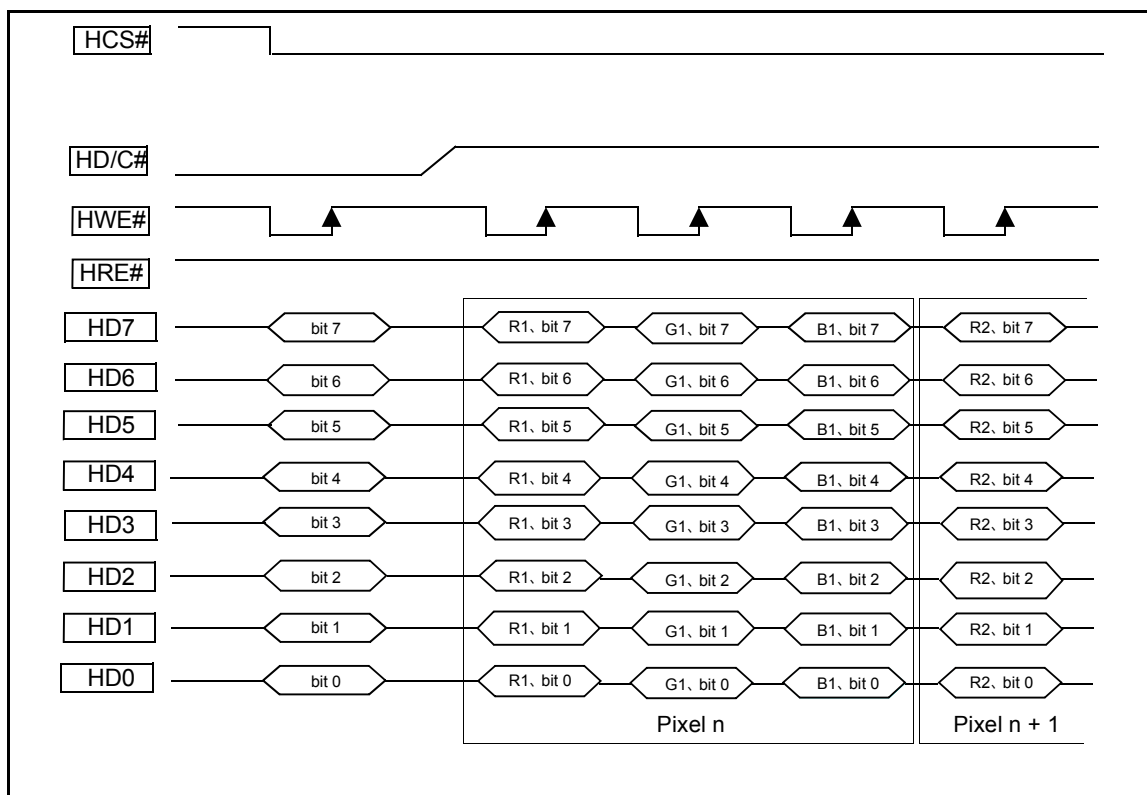 HCS#
HD/C#
HWE#
HRE#
HD7 bit 7 R1、bit 7 G1、bit 7 B1、bit 7 R2、bit 7
HD6 bit 6 R1、bit 6 G1、bit 6 B1、bit 6 R2、bit 6
HD5 bit 5 R1、bit 5 G1、bit 5 B1、bit 5 R2、bit 5
HD4 bit 4 R1、bit 4 G1、bit 4 B1、bit 4 R2、bit 4
HD3 bit 3 R1、bit 3 G1、bit 3 B1、bit 3 R2、bit 3
HD2 bit 2 R1、bit 2 G1、bit 2 B1、bit 2 R2、bit 2
HD1 bit 1 R1、bit 1 G1、bit 1 B1、bit 1 R2、bit 1
HD0 bit 0 R1、bit 0 G1、bit 0 B1、bit 0 R2、bit 0
Pixel n Pixel n + 1